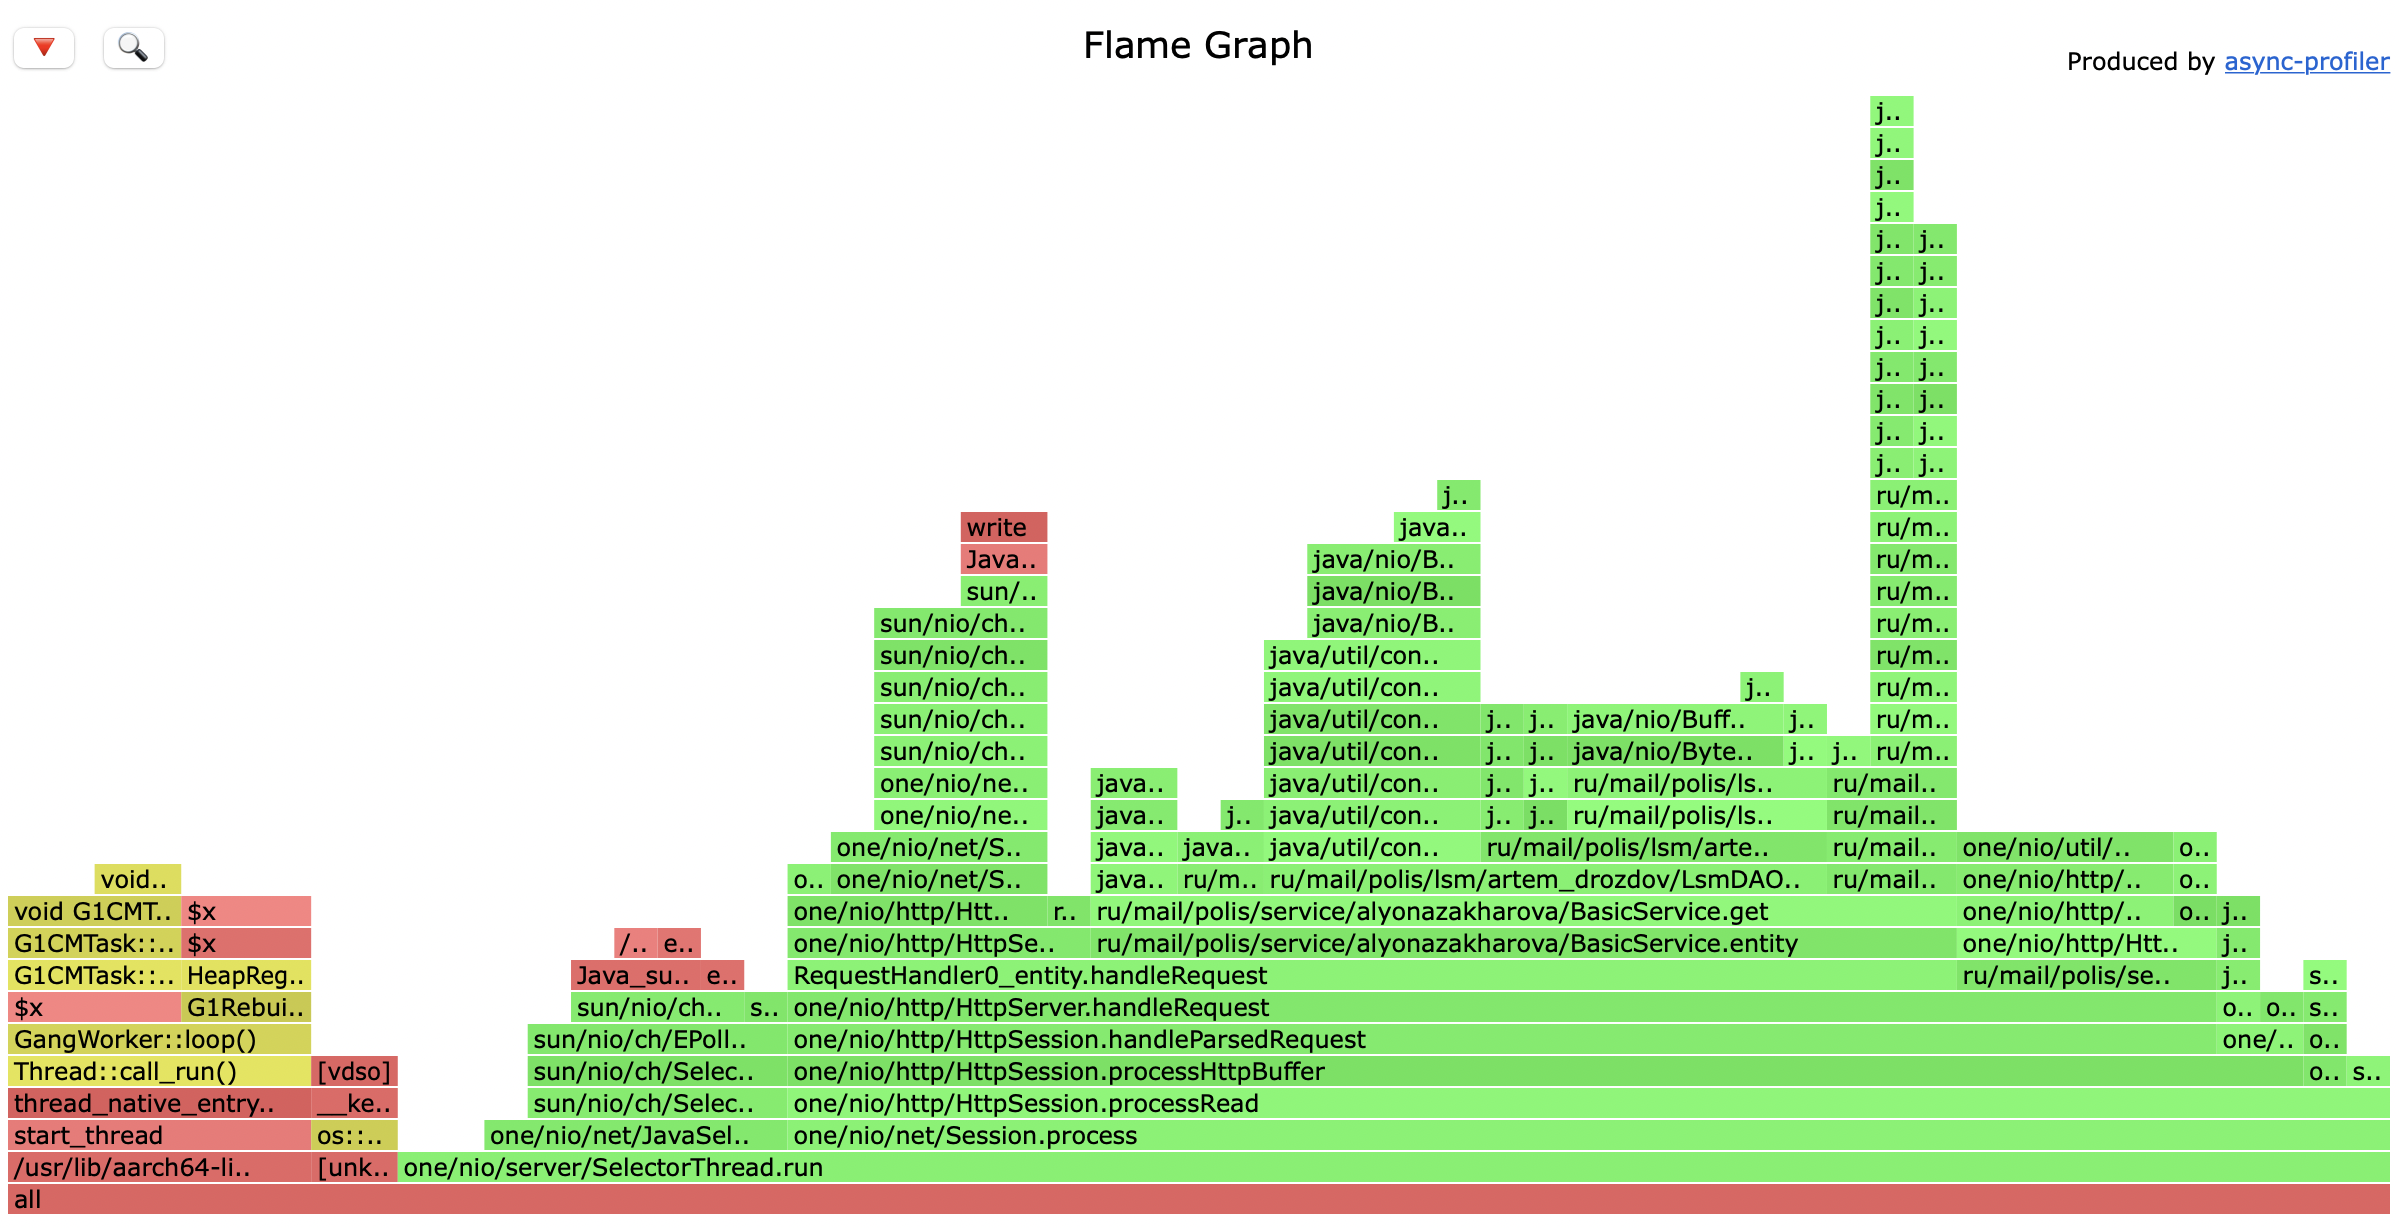 Flame Graph
Produced by async-profiler
j..
j..
j..
j..
j.. j..
j.. j..
j.. j..
j.. j..
j.. j..
j.. j..
j.. j..
j.. j..
j.. ru/m..
write java.. ru/m..
Java.. java/nio/B.. ru/m..
sun/.. java/nio/B.. ru/m..
sun/nio/ch.. java/nio/B.. ru/m..
sun/nio/ch.. java/util/con.. ru/m..
sun/nio/ch.. java/util/con.. j.. ru/m..
sun/nio/ch.. java/util/con.. j.. j.. java/nio/Buff.. j.. ru/m..
sun/nio/ch.. java/util/con.. j.. j.. java/nio/Byte.. j.. j.. ru/m..
one/nio/ne.. java.. java/util/con.. j.. j.. ru/mail/polis/ls.. ru/mail..
one/nio/ne.. java.. j.. java/util/con.. j.. j.. ru/mail/polis/ls.. ru/mail..
one/nio/net/S.. java.. java.. java/util/con.. ru/mail/polis/lsm/arte.. ru/mail.. one/nio/util/.. o..
void.. o.. one/nio/net/S.. java.. ru/m.. ru/mail/polis/lsm/artem_drozdov/LsmDAO.. ru/mail.. one/nio/http/.. o..
void G1CMT.. $x one/nio/http/Htt.. r.. ru/mail/polis/service/alyonazakharova/BasicService.get one/nio/http/.. o.. j..
G1CMTask::.. $x /.. e.. one/nio/http/HttpSe.. ru/mail/polis/service/alyonazakharova/BasicService.entity one/nio/http/Htt.. j..
G1CMTask::.. HeapReg.. Java_su.. e.. RequestHandler0_entity.handleRequest ru/mail/polis/se.. j.. s..
$x G1Rebui.. sun/nio/ch.. s.. one/nio/http/HttpServer.handleRequest o.. o.. s..
GangWorker::loop() sun/nio/ch/EPoll.. one/nio/http/HttpSession.handleParsedRequest one/.. o..
Thread::call_run() [vdso] sun/nio/ch/Selec.. one/nio/http/HttpSession.processHttpBuffer o.. s..
thread_native_entry.. __ke.. sun/nio/ch/Selec.. one/nio/http/HttpSession.processRead
start_thread os::.. one/nio/net/JavaSel.. one/nio/net/Session.process
/usr/lib/aarch64-li.. [unk.. one/nio/server/SelectorThread.run
all